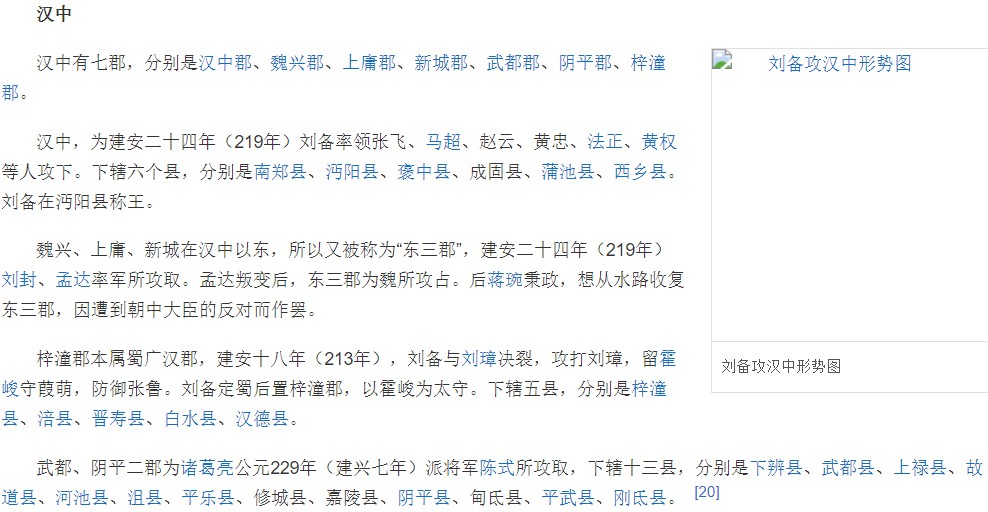 汉中
汉中有七郡，分别是汉中郡、魏兴郡、上庸郡、新城郡、武都郡、阴平郡、梓潼
郡。
刘备攻汉中形势图
汉中，为建安二十四年（219年）刘备率领张飞、马超、赵云、黄忠、法正、黄权
等人攻下。下辖六个县，分别是南郑县、沔阳县、褒中县、成固县、蒲池县、西乡县。
刘备在沔阳县称王。
魏兴、上庸、新城在汉中以东，所以又被称为“东三郡”，建安二十四年（219年）
刘封、孟达率军所攻取。孟达叛变后，东三郡为魏所攻占。后蒋琬秉政，想从水路收复
东三郡，因遭到朝中大臣的反对而作罢。
梓潼郡本属蜀广汉郡，建安十八年（213年），刘备与刘璋决裂，攻打刘璋，留霍
峻守葭萌，防御张鲁。刘备定蜀后置梓潼郡，以霍峻为太守。下辖五县，分别是梓潼
县、涪县、晋寿县、白水县、汉德县。
刘备攻汉中形势图
武都、阴平二郡为诸葛亮公元229年（建兴七年）派将军陈式所攻取，下辖十三县，分别是下辨县、武都县、上禄县、故
道县、河池县、沮县、平乐县、修城县、嘉陵县、阴平县、甸氐县、平武县、刚氐县。 [20]